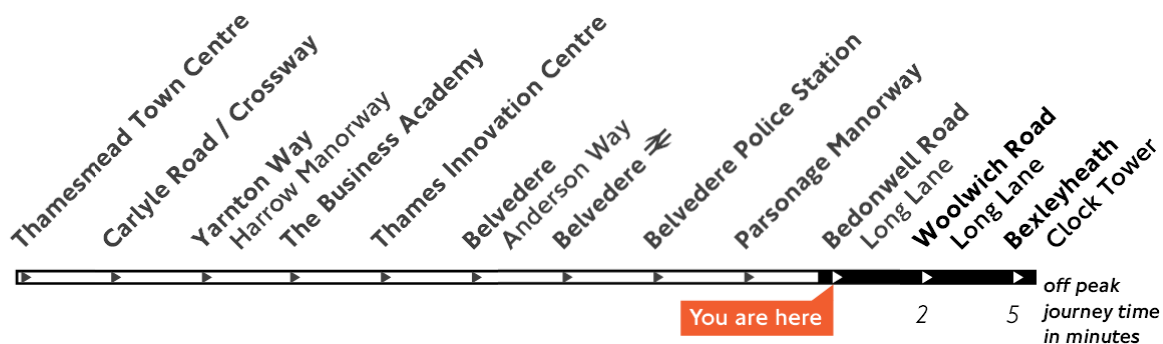 Thamesmead Town Centre
Carlyle Road / Crossway
Yarnton Way
Harrow Manorway
The Business Academy
Thames Innovation Centre
Belvedere
Anderson Way
Belvedere
Belvedere Police Station
Parsonage Manorway
Bedonwell Road
Long Lane
Woolwich Road
Long Lane
Bexleyheath
Clock Tower
You are here
2
5
off peak
journey time
in minutes